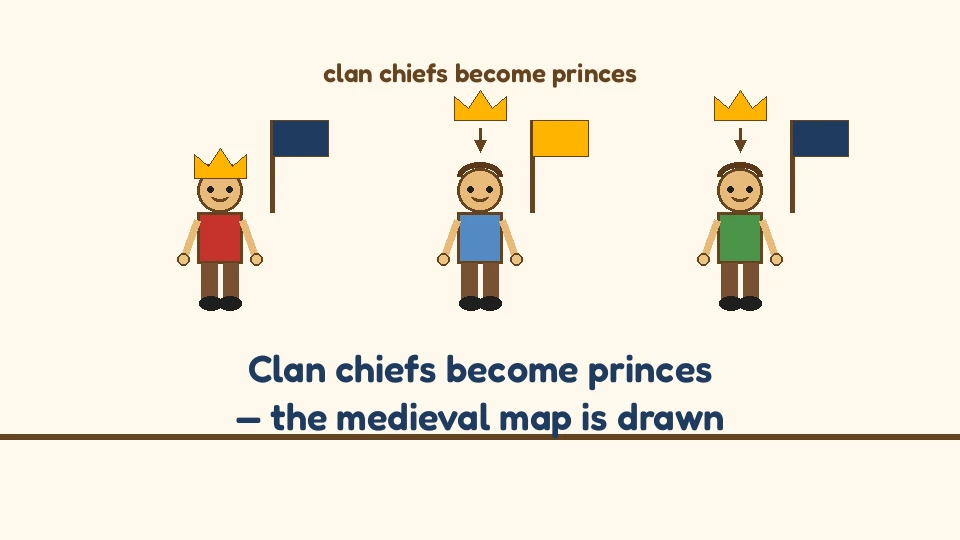 clan chiefs become princes
Clan chiefs become princes
— the medieval map is drawn